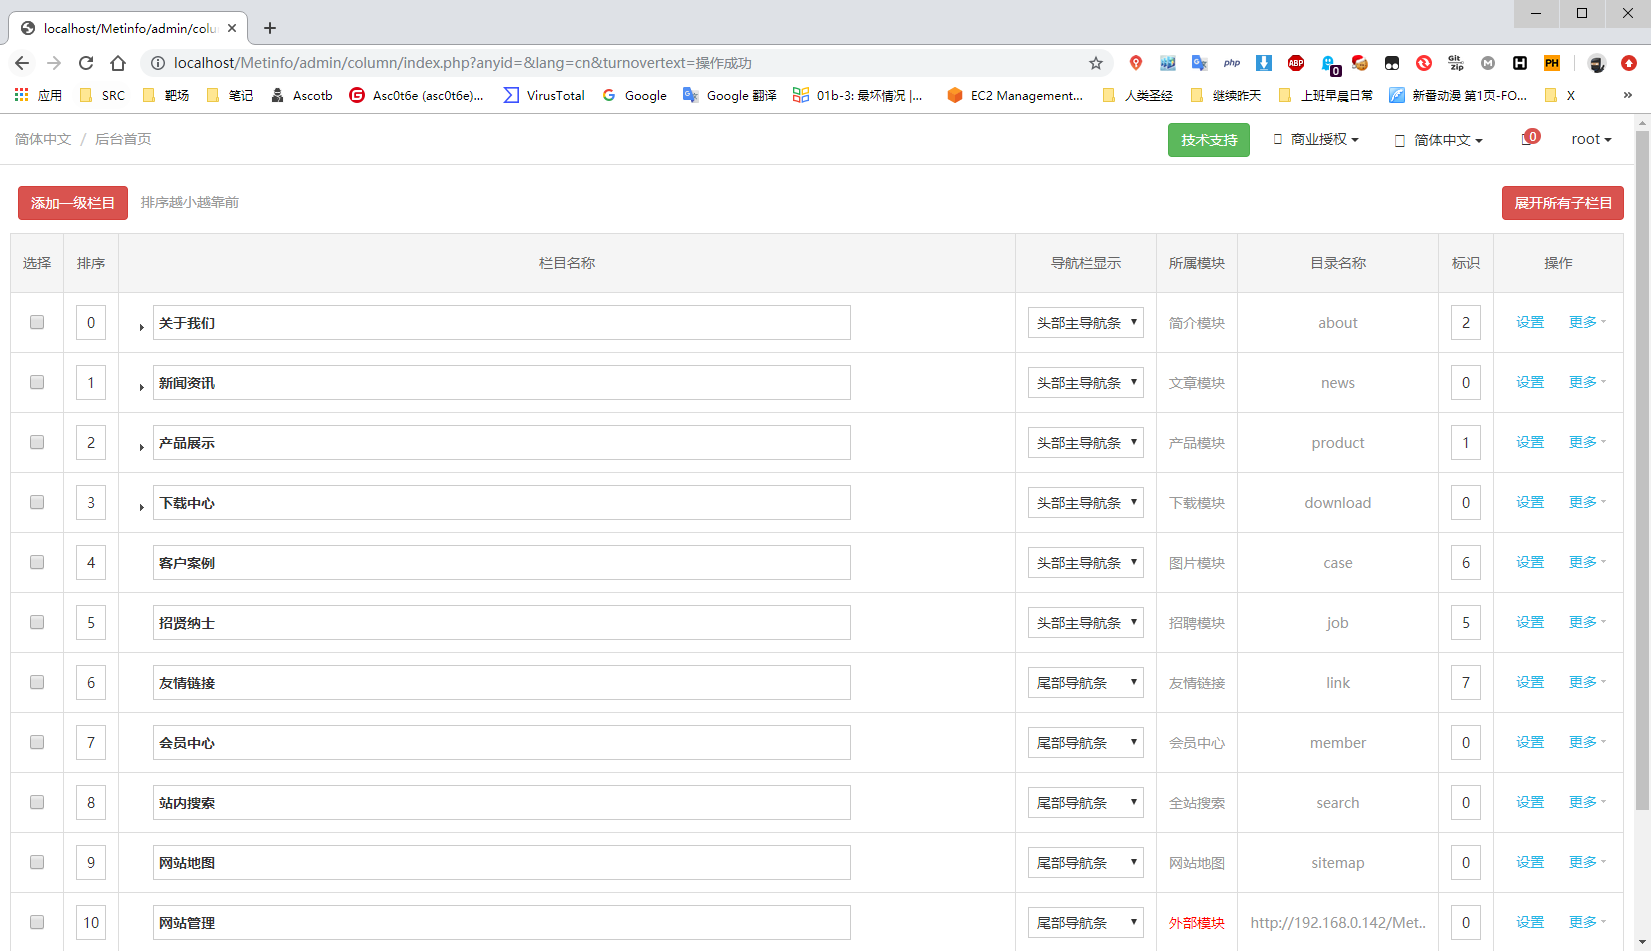 localhost/Metinfo/admin/colu
localhost/Metinfo/admin/column/index.php?anyid=&lang=cn&turnovertext=操作成功
php ABP 0 Git zip M H PH
应用 SRC 靶场 笔记 Ascotb Asc0t6e (asc0t6e)... VirusTotal Google Google 翻译 01b-3: 最坏情况 |... EC2 Management... 人类圣经 继续昨天 上班早晨日常 新番动漫 第1页-FO... X »
简体中文 / 后台首页 技术支持 商业授权 简体中文 0 root
添加一级栏目 排序越小越靠前 展开所有子栏目
选择 排序 栏目名称 导航栏显示 所属模块 目录名称 标识 操作
0 关于我们 头部主导航条 简介模块 about 2 设置 更多
1 新闻资讯 头部主导航条 文章模块 news 0 设置 更多
2 产品展示 头部主导航条 产品模块 product 1 设置 更多
3 下载中心 头部主导航条 下载模块 download 0 设置 更多
4 客户案例 头部主导航条 图片模块 case 6 设置 更多
5 招贤纳士 头部主导航条 招聘模块 job 5 设置 更多
6 友情链接 尾部导航条 友情链接 link 7 设置 更多
7 会员中心 尾部导航条 会员中心 member 0 设置 更多
8 站内搜索 尾部导航条 全站搜索 search 0 设置 更多
9 网站地图 尾部导航条 网站地图 sitemap 0 设置 更多
10 网站管理 尾部导航条 外部模块 http://192.168.0.142/Met.. 0 设置 更多